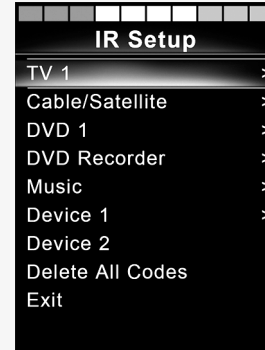 IR Setup
TV 1 >
Cable/Satellite >
DVD 1 >
DVD Recorder >
Music >
Device 1 >
Device 2
Delete All Codes
Exit